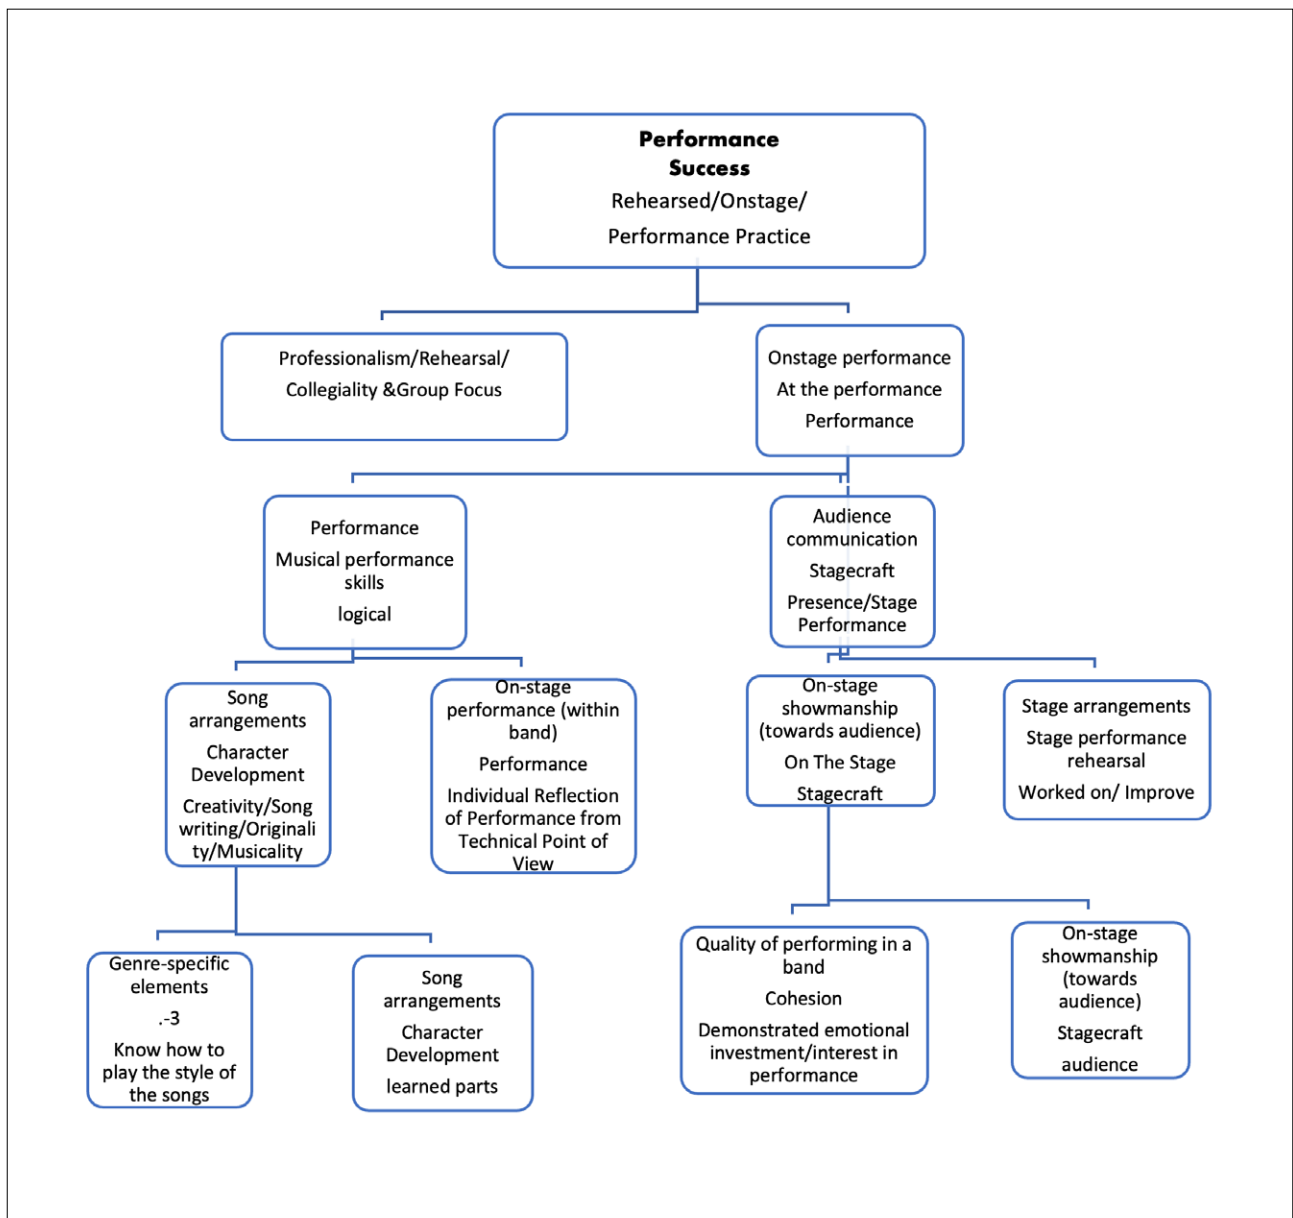 Performance
Success
Rehearsed/Onstage/
Performance Practice
Professionalism/Rehearsal/
Collegiality &Group Focus
Onstage performance
At the performance
Performance
Performance
Musical performance
skills
logical
Audience
communication
Stagecraft
Presence/Stage
Performance
Song
arrangements
Character
Development
Creativity/Song
writing/Originali
ty/Musicality
On-stage
performance (within
band)
Performance
Individual Reflection
of Performance from
Technical Point of
View
On-stage
showmanship
(towards audience)
On The Stage
Stagecraft
Stage arrangements
Stage performance
rehearsal
Worked on/ Improve
Genre-specific
elements
.-3
Know how to
play the style of
the songs
Song
arrangements
Character
Development
learned parts
Quality of performing in a
band
Cohesion
Demonstrated emotional
investment/interest in
performance
On-stage
showmanship
(towards
audience)
Stagecraft
audience